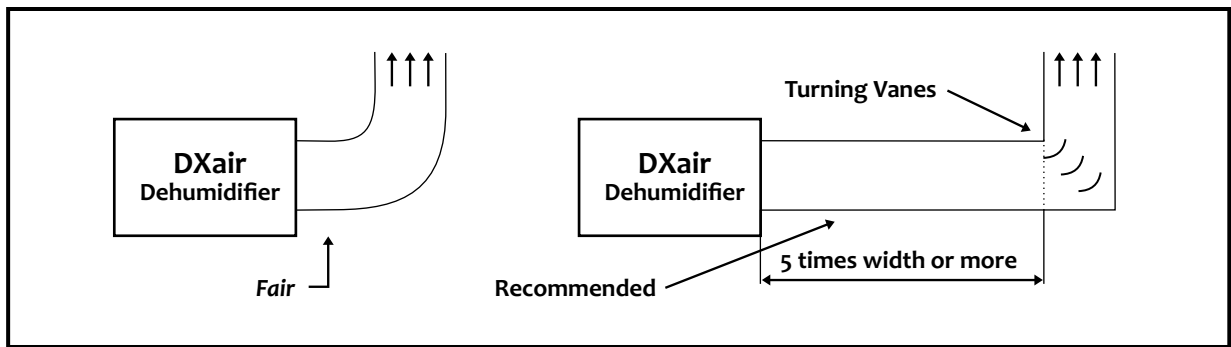 DXair
Dehumidifier
Fair
Turning Vanes
DXair
Dehumidifier
5 times width or more
Recommended